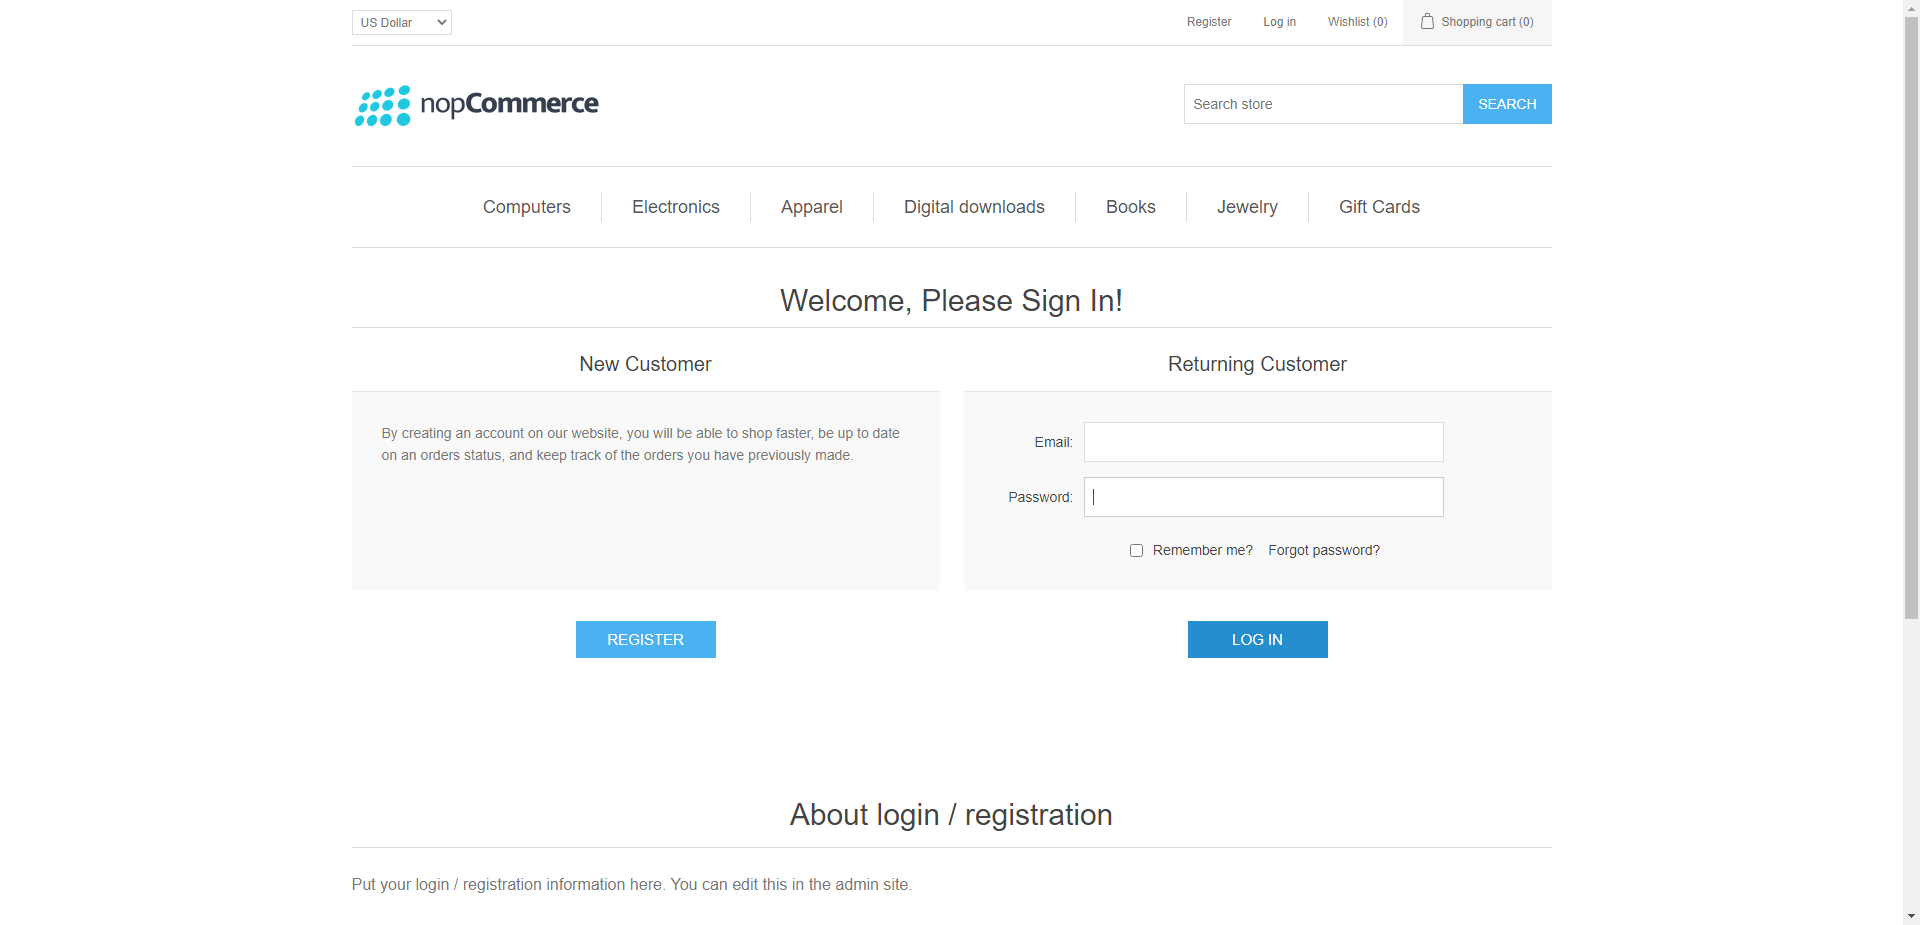 US Dollar
Register
Log in
Wishlist (0)
Shopping cart (0)
nopCommerce
Search store
SEARCH
Computers
Electronics
Apparel
Digital downloads
Books
Jewelry
Gift Cards
Welcome, Please Sign In!
New Customer
By creating an account on our website, you will be able to shop faster, be up to date
on an orders status, and keep track of the orders you have previously made.
REGISTER
Returning Customer
Email:
Password:
Remember me?
Forgot password?
LOG IN
About login / registration
Put your login / registration information here. You can edit this in the admin site.